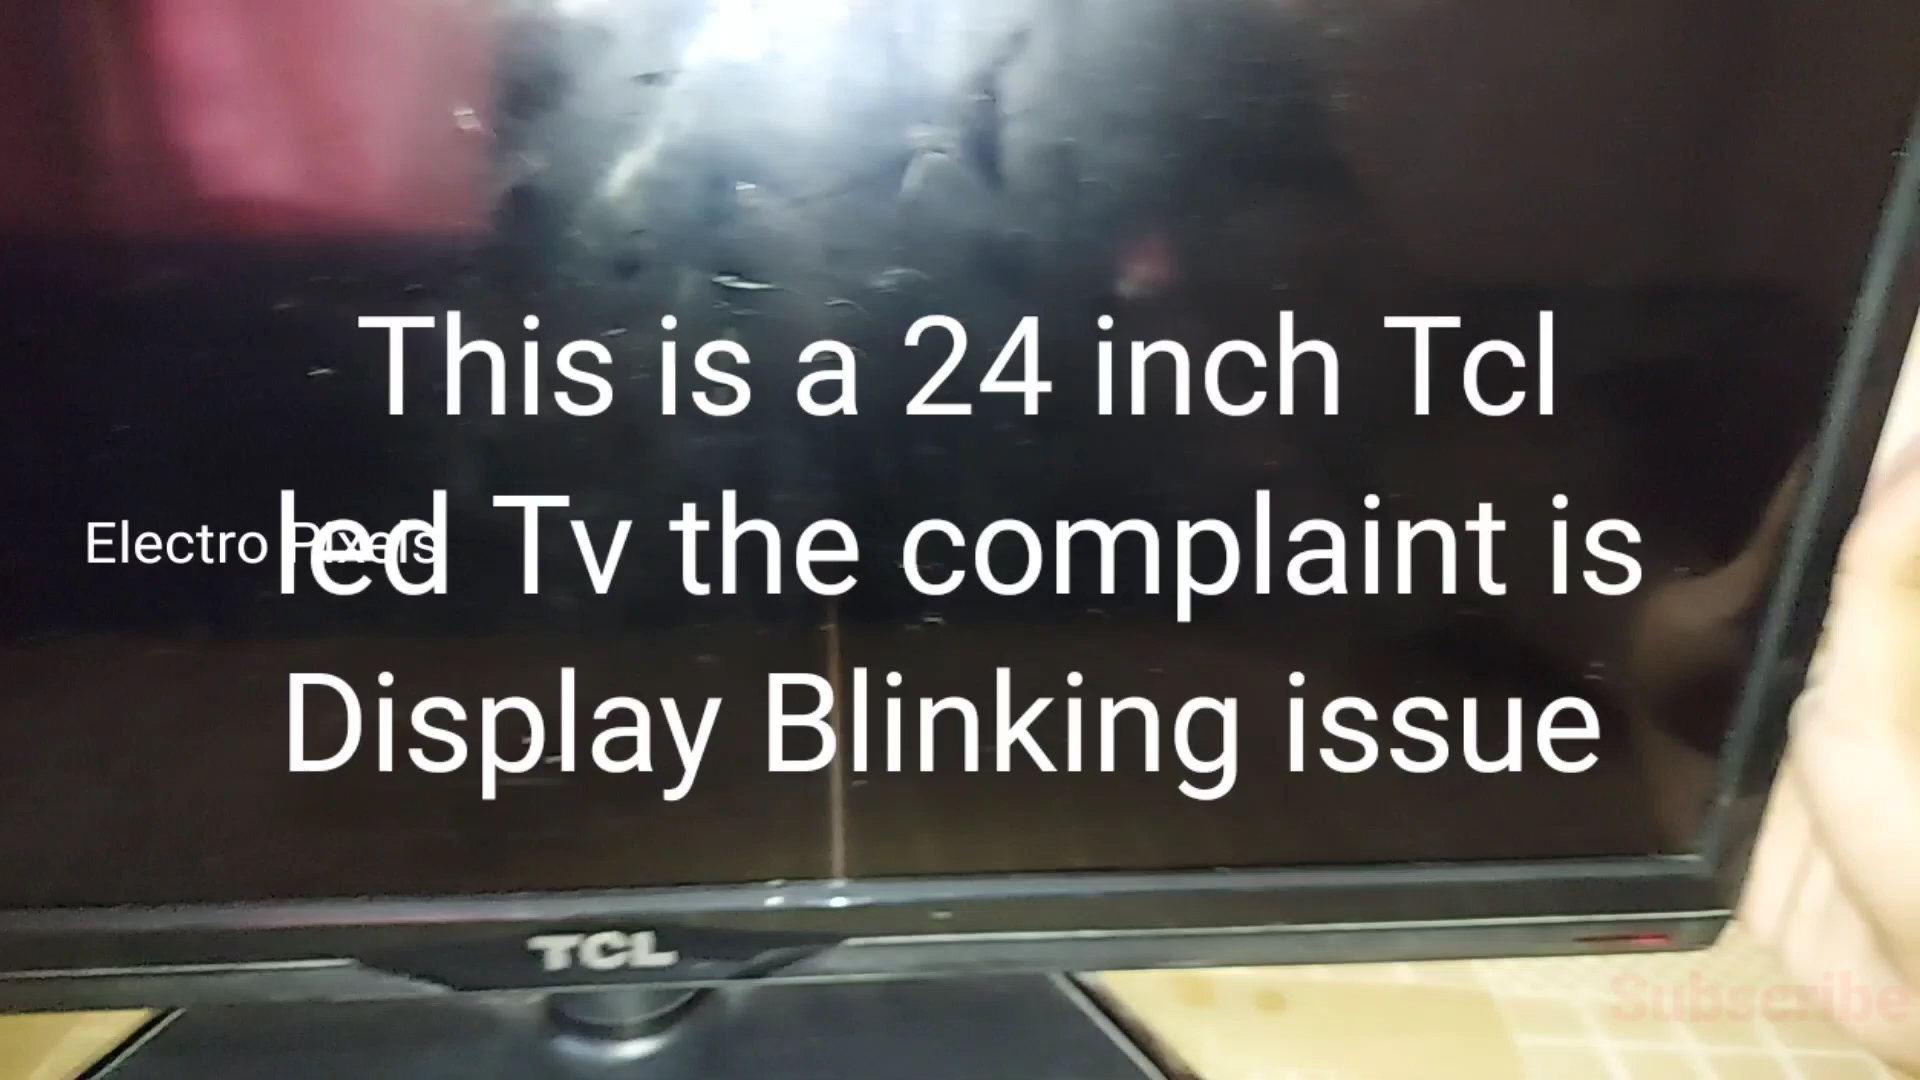 This is a 24 inch Tcl
led Tv the complaint is
Electro Pixels
Display Blinking issue
TCL
Subscribe